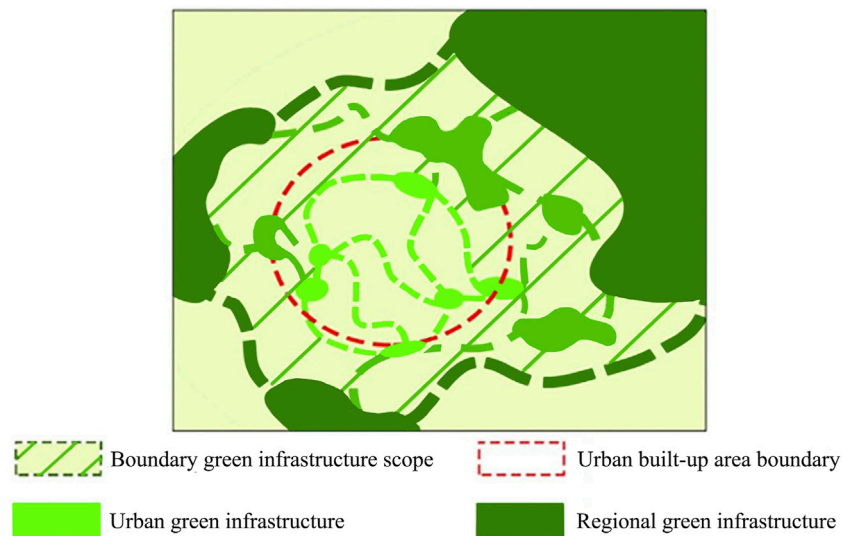 Boundary green infrastructure scope
Urban built-up area boundary
Urban green infrastructure
Regional green infrastructure